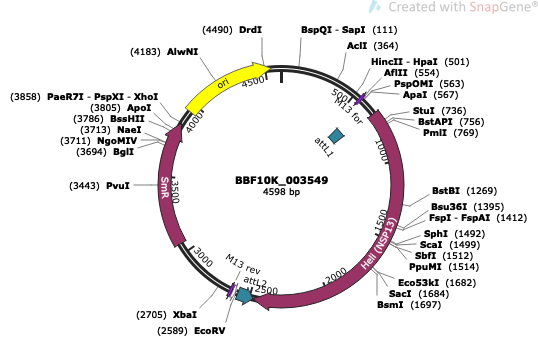 Created with SnapGene®
(4490) DrdI
BspQI - SapI (111)
(4183) AlwNI
AclI (364)
HincII - HpaI (501)
AflII (554)
PspOMI (563)
ApaI (567)
(3858) PaeR7I - PspXI - XhoI
(3805) ApoI
(3786) BssHII
(3713) NaeI
(3711) NgoMIV
(3694) BglI
StuI (736)
BstAPI (756)
PmlI (769)
(3443) PvuI
BBF10K_003549
4598 bp
BstBI (1269)
Bsu36I (1395)
FspI - FspAI (1412)
SphI (1492)
ScaI (1499)
SbfI (1512)
PpuMI (1514)
Eco53kI (1682)
SacI (1684)
BsmI (1697)
(2705) XbaI
(2589) EcoRV
ori
SmR
Heli (NSP13)
M13 for
attL1
M13 rev
attL2
500
1000
1500
2000
2500
3000
3500
4000
4500